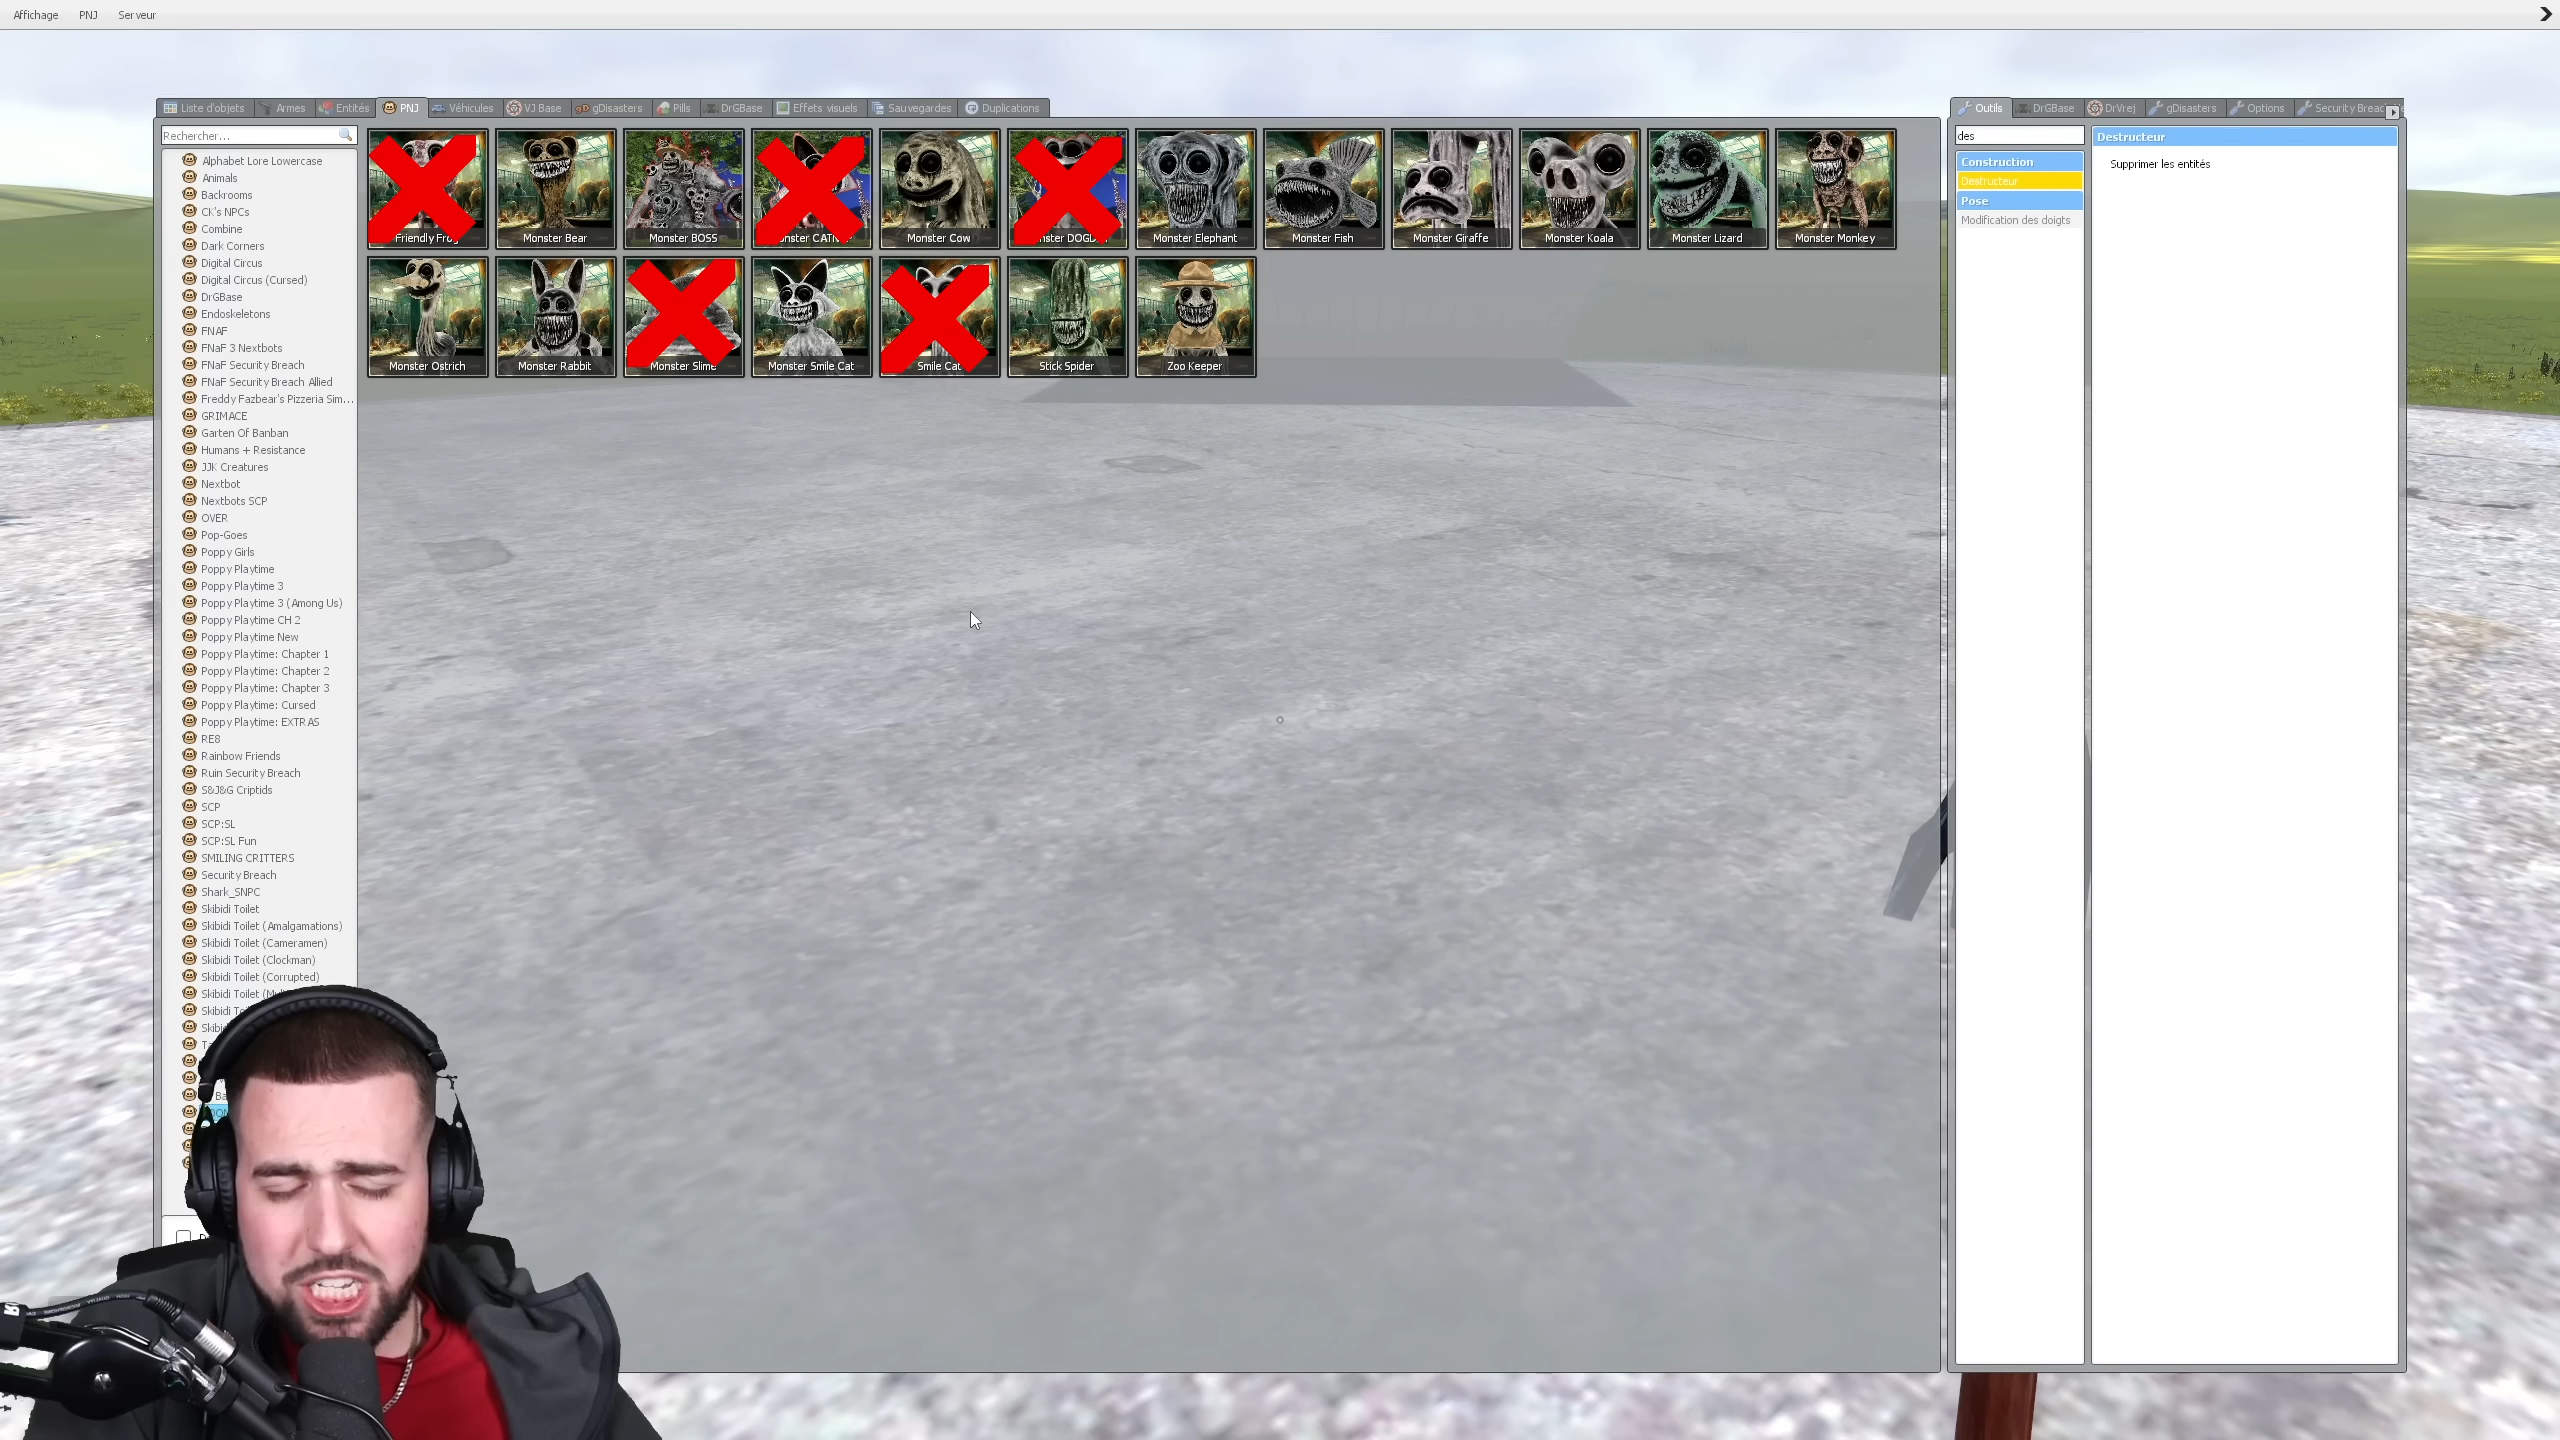 Affichage PNJ Serveur
Liste d'objets Armes Entités PNJ Véhicules VJ Base gDisasters Pills DrGBase Effets visuels Sauvegardes Duplications
Rechercher...
Alphabet Lore Lowercase
Animals
Backrooms
CK's NPCs
Combine
Dark Corners
Digital Circus
Digital Circus (Cursed)
DrGBase
Endoskeletons
FNAF
FNaF 3 Nextbots
FNaF Security Breach
FNaF Security Breach Allied
Freddy Fazbear's Pizzeria Sim...
GRIMACE
Garten Of Banban
Humans + Resistance
JJK Creatures
Nextbot
Nextbots SCP
OVER
Pop-Goes
Poppy Girls
Poppy Playtime
Poppy Playtime 3
Poppy Playtime 3 (Among Us)
Poppy Playtime CH 2
Poppy Playtime New
Poppy Playtime: Chapter 1
Poppy Playtime: Chapter 2
Poppy Playtime: Chapter 3
Poppy Playtime: Cursed
Poppy Playtime: EXTRAS
RE8
Rainbow Friends
Ruin Security Breach
S&J&G Criptids
SCP
SCP:SL
SCP:SL Fun
SMILING CRITTERS
Security Breach
Shark_SNPC
Skibidi Toilet
Skibidi Toilet (Amalgamations)
Skibidi Toilet (Cameramen)
Skibidi Toilet (Clockman)
Skibidi Toilet (Corrupted)
Skibidi Toilet
Skibidi
Friendly Monster Bear Monster BOSS Monster Cow Monster Elephant Monster Fish Monster Giraffe Monster Koala Monster Lizard Monster Monkey
Monster Ostrich Monster Rabbit Monster Slime Monster Smile Cat Smile Cat Stick Spider Zoo Keeper
Outils DrGBase DrVrej gDisasters Options Security
des
Construction
Destructeur
Pose
Modification des doigts
Destructeur
Supprimer les entités